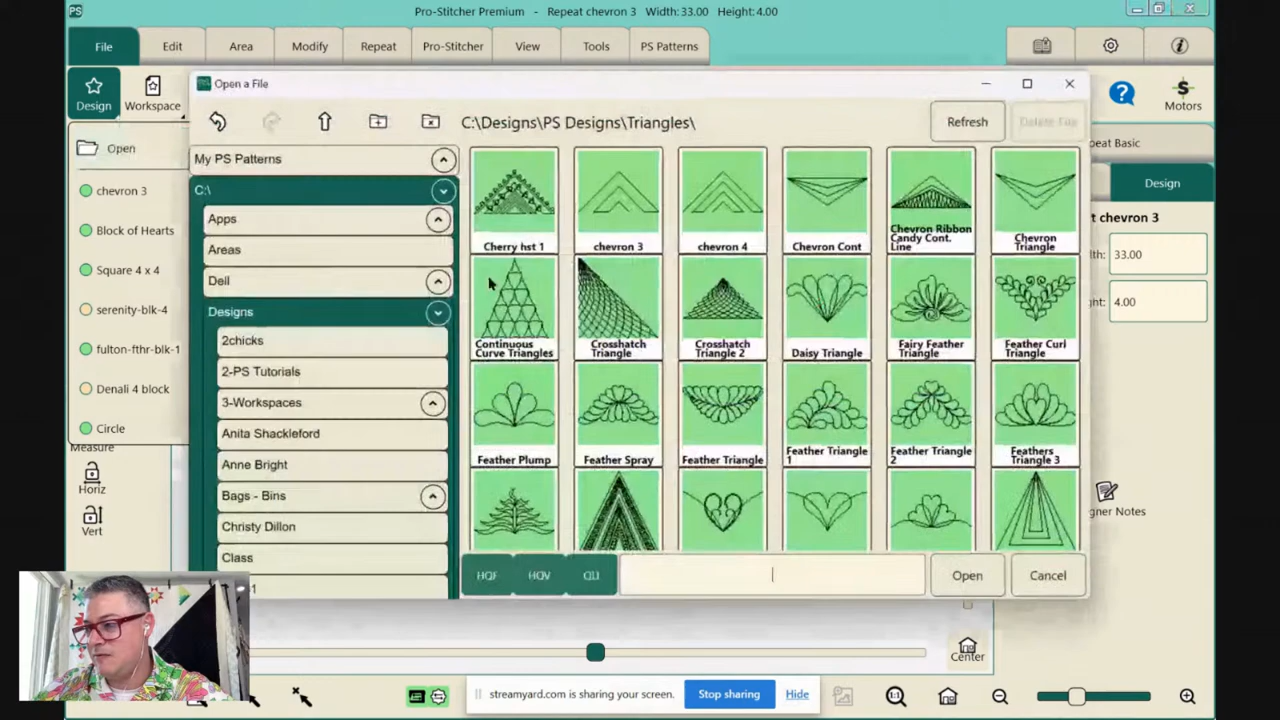 PS Pro-Stitcher Premium - Repeat chevron 3 Width:33.00 Height:4.00
File Edit Area Modify Repeat Pro-Stitcher View Tools PS Patterns
Design
Workspace
Motors
Open
chevron 3
Block of Hearts
Square 4 x 4
serenity-blk-4
fulton-fthr-blk-1
Denali 4 block
Circle
Measure
Horiz
Vert
Open a File
C:\Designs\PS Designs\Triangles\
Refresh
Delete File
My PS Patterns
C:\
Apps
Areas
Dell
Designs
2chicks
2-PS Tutorials
3-Workspaces
Anita Shackleford
Anne Bright
Bags - Bins
Christy Dillon
Class
Cherry hst 1
chevron 3
chevron 4
Chevron Cont
Chevron Ribbon
Candy Cont.
Line
Chevron
Triangle
Continuous
Curve Triangles
Crosshatch
Triangle
Crosshatch
Triangle 2
Daisy Triangle
Fairy Feather
Triangle
Feather Curl
Triangle
Feather Plump
Feather Spray
Feather Triangle
Feather Triangle
1
Feather Triangle
2
Feathers
Triangle 3
HQF HQV QLI
Open
Cancel
epeat Basic
Design
t chevron 3
th: 33.00
ht: 4.00
gner Notes
Center
streamyard.com is sharing your screen.
Stop sharing
Hide
1:1